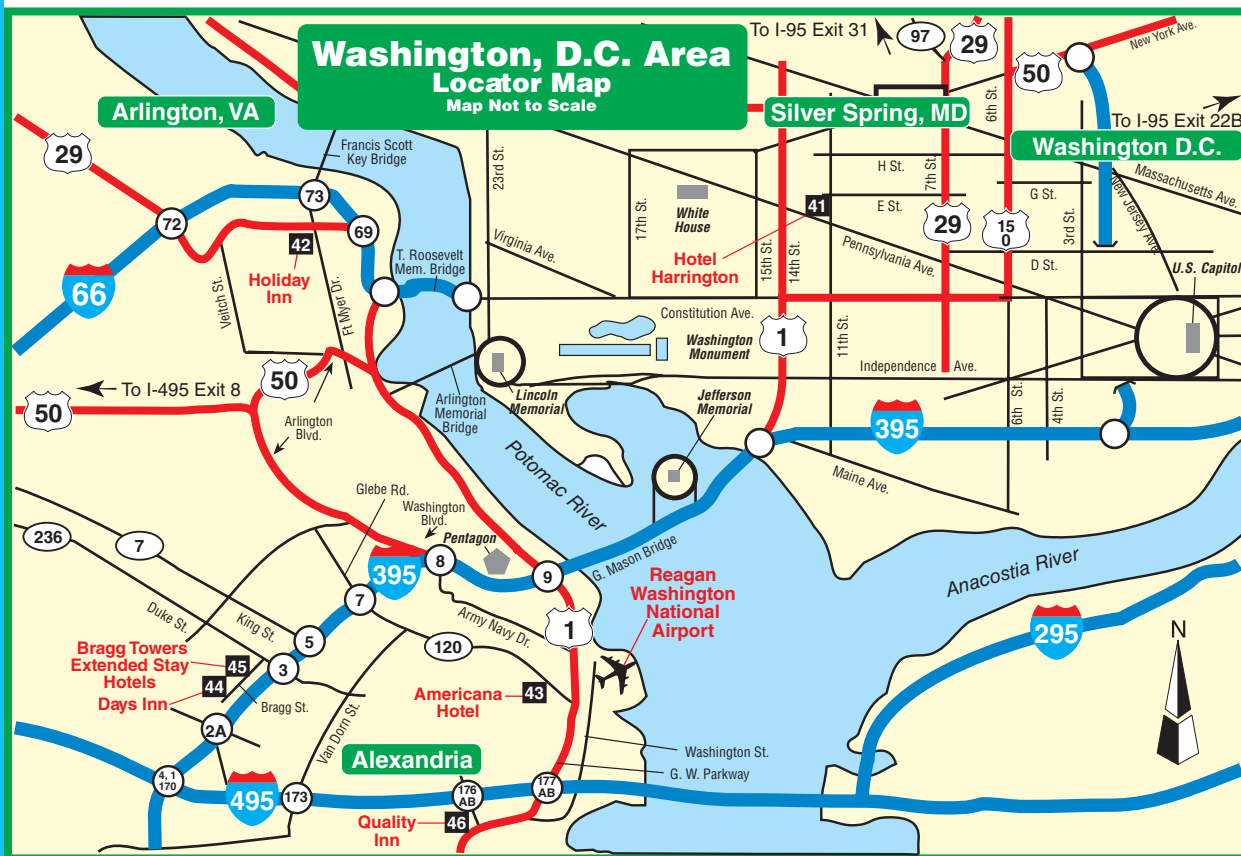 Washington, D.C. Area
Locator Map
Map Not to Scale
To I-95 Exit 31
97
29
50
New York Ave.
Arlington, VA
Silver Spring, MD
To I-95 Exit 22B
Washington D.C.
29
Francis Scott
Key Bridge
23rd St.
6th St.
H St.
7th St.
Massachusetts Ave.
New Jersey Ave.
73
72
69
42
Holiday
Inn
66
Veitch St.
Ft Myer Dr.
T. Roosevelt
Mem. Bridge
Virginia Ave.
17th St.
White
House
41
Hotel
Harrington
15th St.
14th St.
E St.
G St.
3rd St.
29
15
0
Pennsylvania Ave.
D St.
U.S. Capitol
Constitution Ave.
Washington
Monument
1
11th St.
Independence Ave.
50
To I-495 Exit 8
50
Arlington
Blvd.
Arlington
Memorial
Bridge
Lincoln
Memorial
Jefferson
Memorial
395
6th St.
4th St.
Maine Ave.
Potomac River
Glebe Rd.
Washington
Blvd.
Pentagon
236
7
395
8
9
G. Mason Bridge
Anacostia River
Reagan
Washington
National
Airport
295
N
7
Duke St.
King St.
5
3
Army Navy Dr.
1
120
Bragg Towers
Extended Stay
Hotels
45
44
Days Inn
Bragg St.
Americana
Hotel
43
2A
Van Dorn St.
Alexandria
Washington St.
G. W. Parkway
4, 1
170
495
173
176
AB
177
AB
Quality
Inn
46